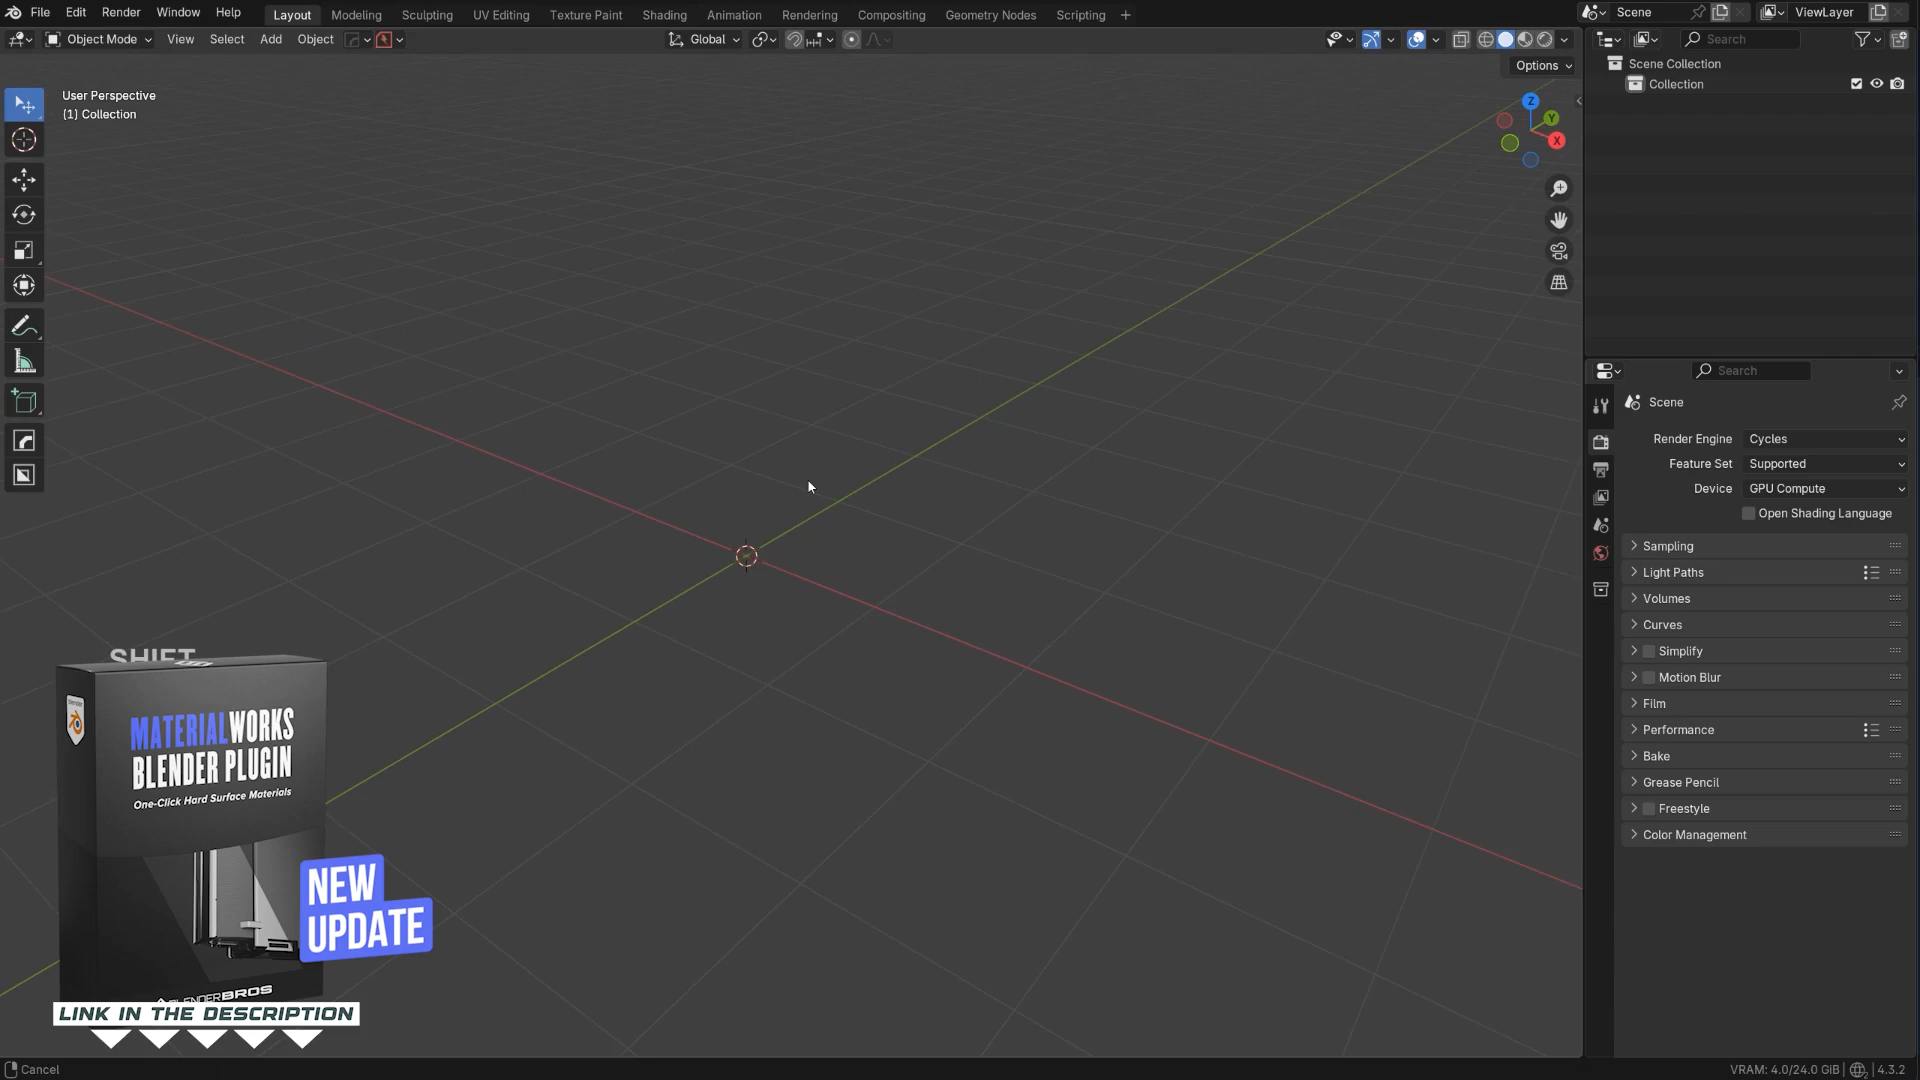 File Edit Render Window Help
Layout Modeling Sculpting UV Editing Texture Paint Shading Animation Rendering Compositing Geometry Nodes Scripting +
Scene
ViewLayer
Object Mode View Select Add Object
Global
Search
Options
User Perspective
(1) Collection
Z
Y
X
Scene Collection
Collection
Search
Scene
Render Engine Cycles
Feature Set Supported
Device GPU Compute
Open Shading Language
Sampling
Light Paths
Volumes
Curves
Simplify
Motion Blur
Film
Performance
Bake
Grease Pencil
Freestyle
Color Management
SHIFT
MATERIALWORKS
BLENDER PLUGIN
One-Click Hard Surface Materials
NEW
UPDATE
BLENDERBROS
LINK IN THE DESCRIPTION
Cancel
VRAM: 4.0/24.0 GiB
4.3.2